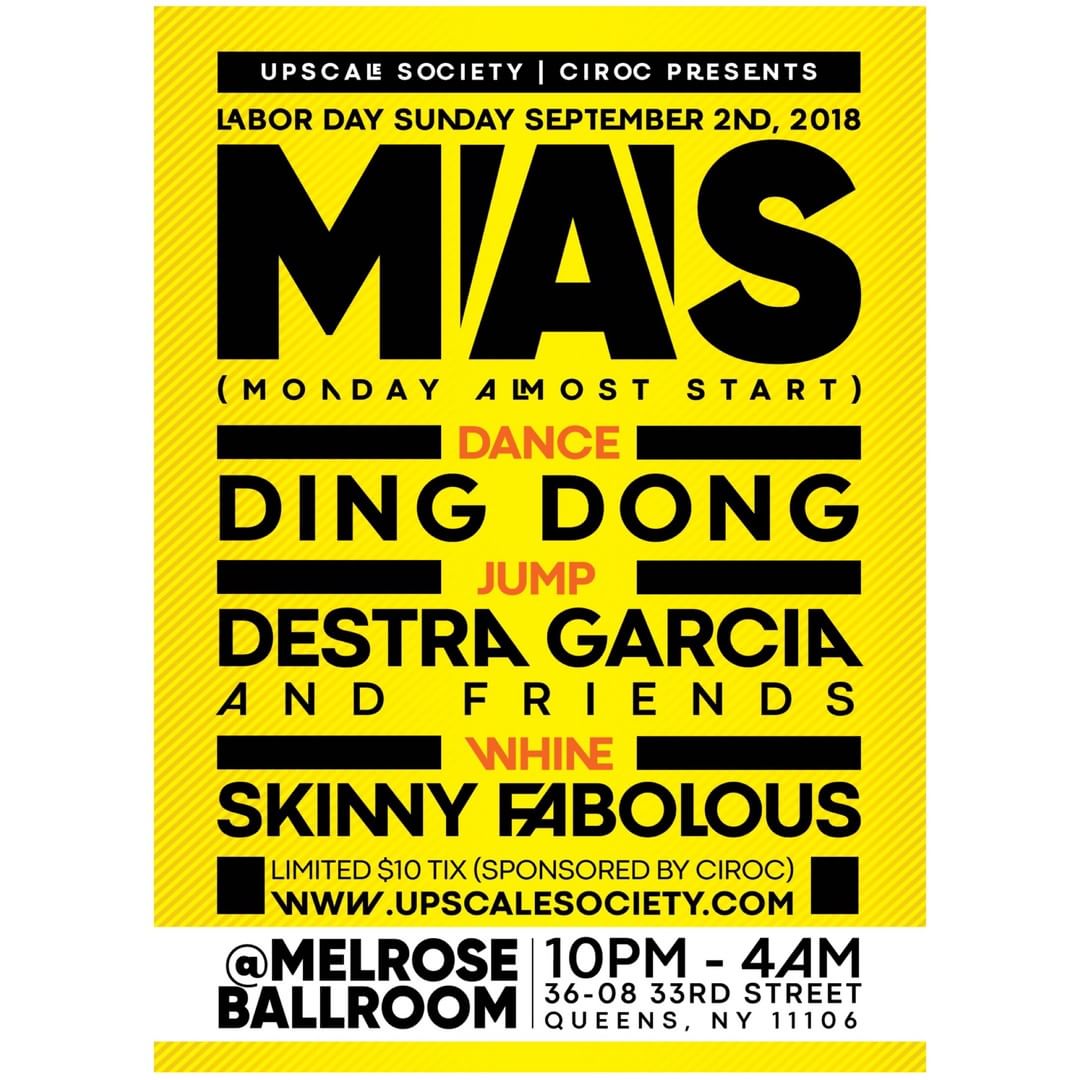 UPSCALE SOCIETY | CIROC PRESENTS
LABOR DAY SUNDAY SEPTEMBER 2ND, 2018
MAS
(MONDAY ALMOST START)
DANCE
DING DONG
JUMP
DESTRA GARCIA
AND FRIENDS
WHINE
SKINNY FABOLOUS
LIMITED $10 TIX (SPONSORED BY CIROC)
WWW.UPSCALESOCIETY.COM
@MELROSE
BALLROOM
10PM - 4AM
36-08 33RD STREET
QUEENS, NY 11106